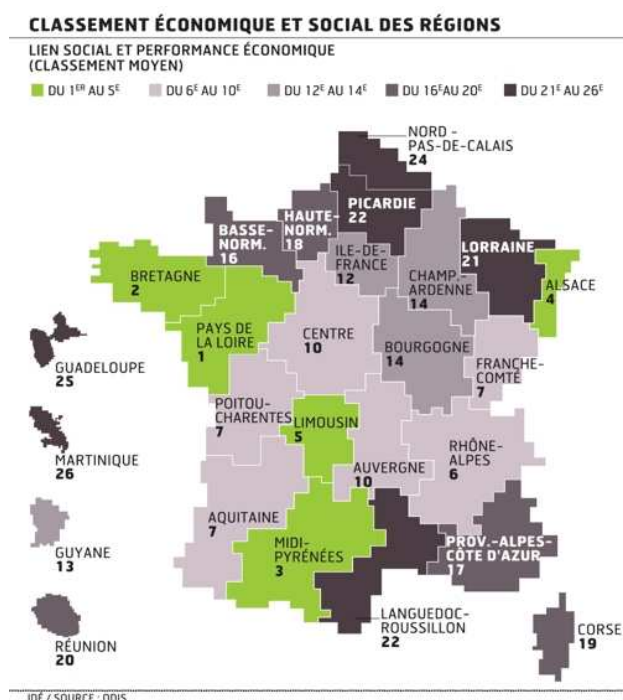 CLASSEMENT ÉCONOMIQUE ET SOCIAL DES RÉGIONS
LIEN SOCIAL ET PERFORMANCE ÉCONOMIQUE
(CLASSEMENT MOYEN)
DU 1ER AU 5E DU 6E AU 10E DU 12E AU 14E DU 16E AU 20E DU 21E AU 26E
NORD -
PAS-DE-CALAIS
24
PICARDIE
22
HAUTE-
NORM.
18
BASSE-
NORM.
16
ILE-DE-
FRANCE
12
CHAMP.
ARDENNE
14
LORRAINE
21
ALSACE
4
BRETAGNE
2
PAYS DE
LA LOIRE
1
CENTRE
10
BOURGOGNE
14
FRANCHE-
COMTÉ
7
GUADELOUPE
25
POITOU-
CHARENTES
7
LIMOUSIN
5
AUVERGNE
10
RHÔNE-
ALPES
6
MARTINIQUE
26
AQUITAINE
7
MIDI-
PYRÉNÉES
3
PROV.-ALPES-
CÔTE D'AZUR
17
GUYANE
13
LANGUEDOC-
ROUSSILLON
22
CORSE
19
RÉUNION
20
IDÉ / SOURCE : ODIS